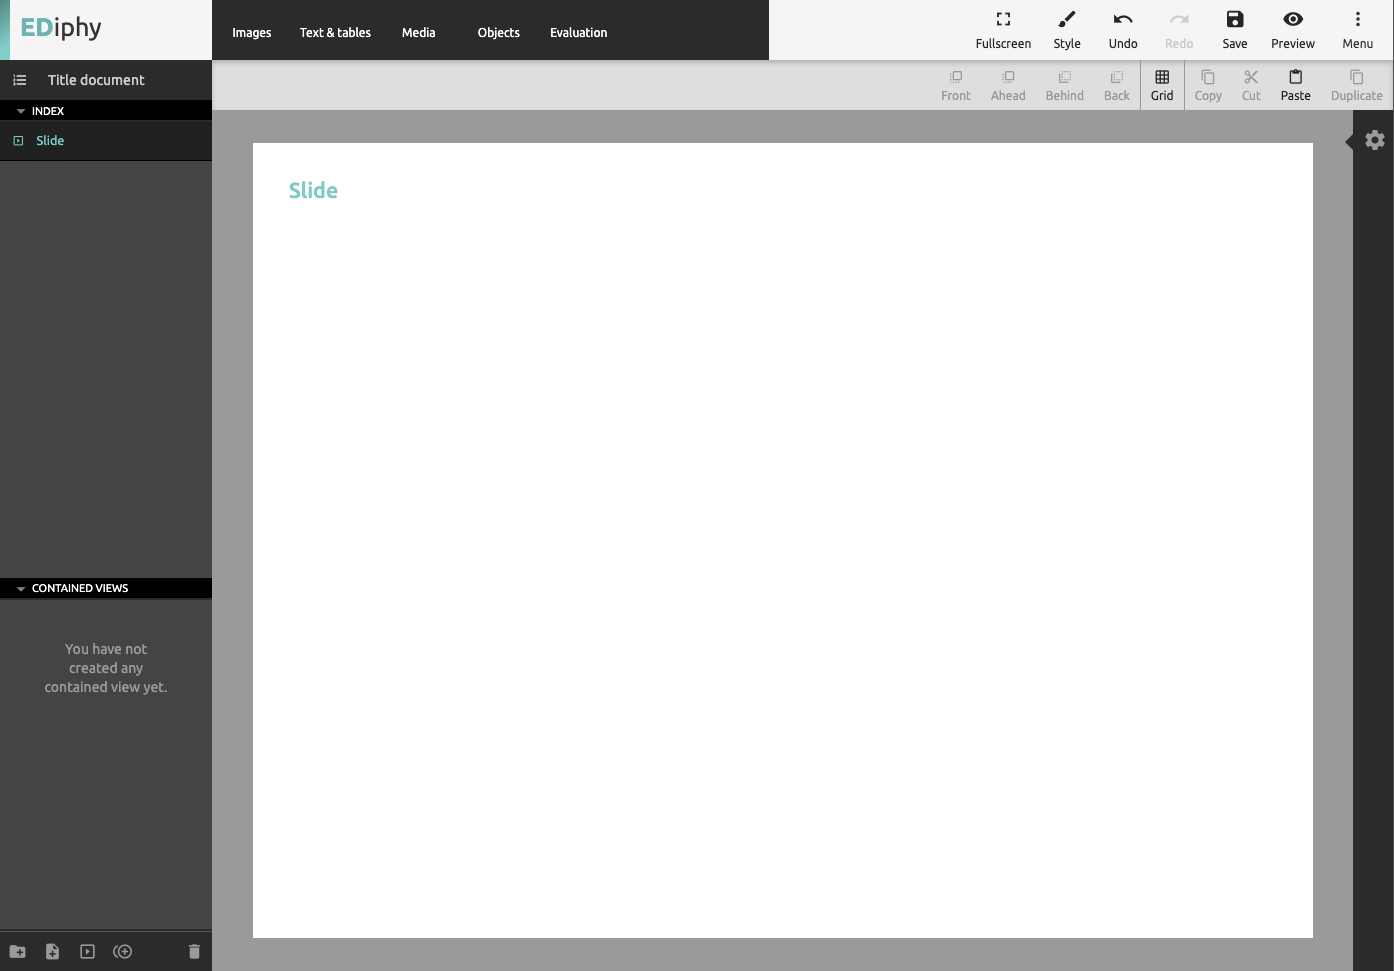 EDiphy
Images Text & tables Media Objects Evaluation
Fullscreen Style Undo Redo Save Preview Menu
Title document
Front Ahead Behind Back Grid Copy Cut Paste Duplicate
INDEX
Slide
Slide
CONTAINED VIEWS
You have not
created any
contained view yet.